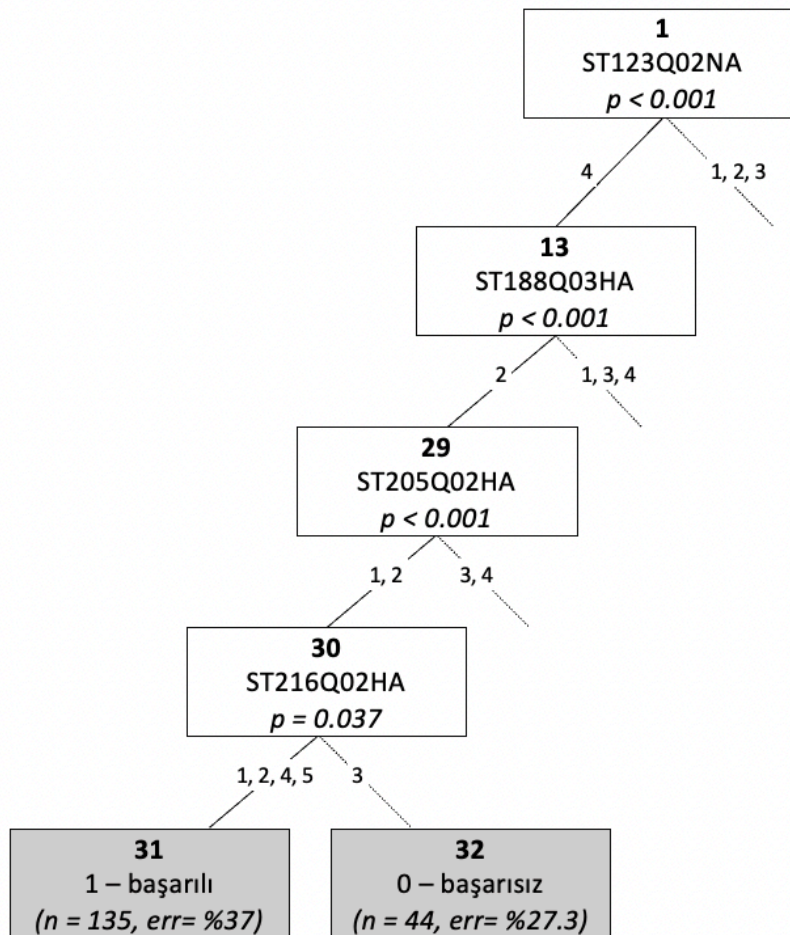 1
ST123Q02NA
p < 0.001
4
1, 2, 3
13
ST188Q03HA
p < 0.001
2
1, 3, 4
29
ST205Q02HA
p < 0.001
1, 2
3, 4
30
ST216Q02HA
p = 0.037
1, 2, 4, 5
3
31
1 – başarılı
(n = 135, err= %37)
32
0 – başarısız
(n = 44, err= %27.3)